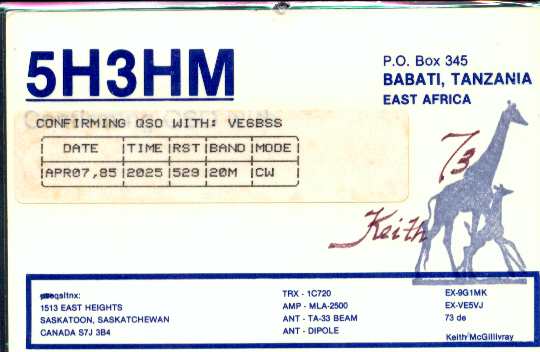 5H3HM
P.O. Box 345
BABATI, TANZANIA
EAST AFRICA
CONFIRMING QSO WITH: VE6BSS
DATE TIME RST BAND MODE
APR07,85 2025 529 20M CW
73
Keith
1513 EAST HEIGHTS
SASKATOON, SASKATCHEWAN
CANADA S7J 3B4
TRX - 1C720
AMP - MLA-2500
ANT - TA-33 BEAM
ANT - DIPOLE
EX-9G1MK
EX-VE5VJ
73 de
Keith McGillivray